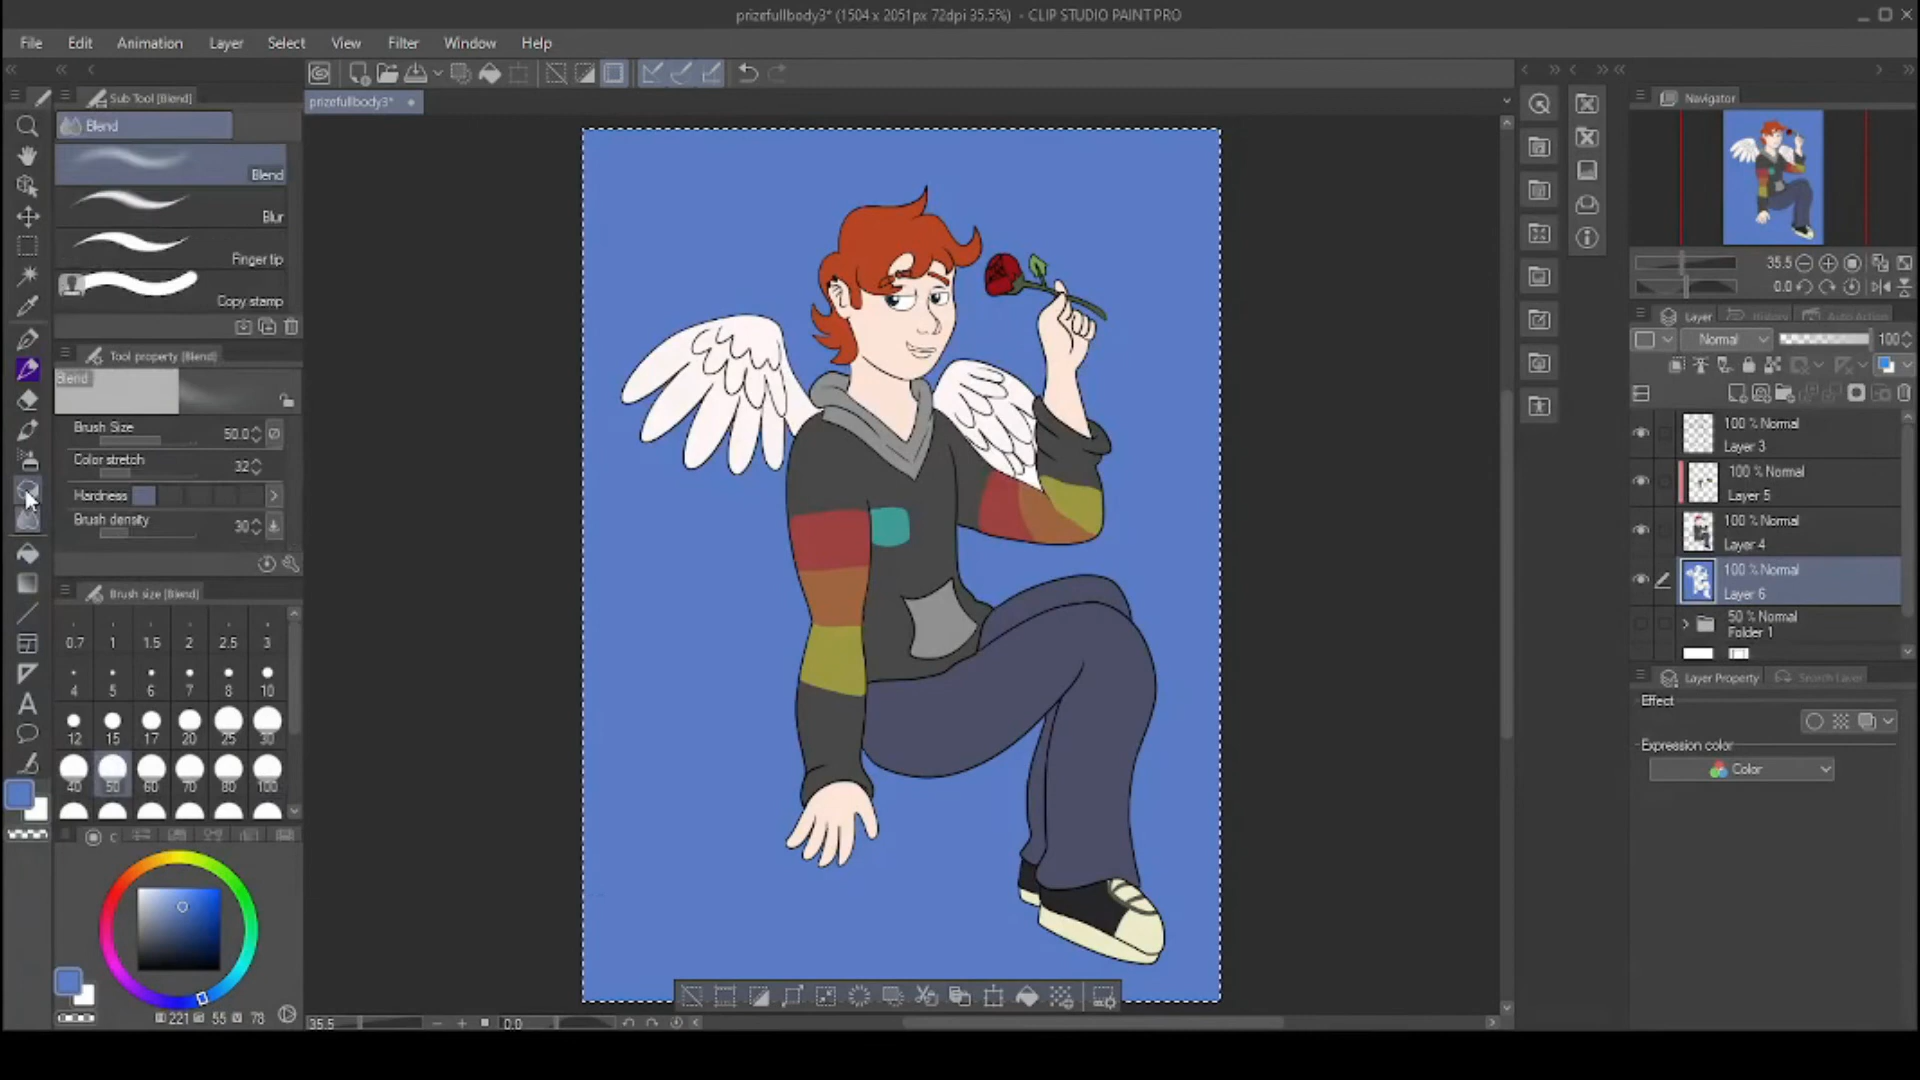 prizefullbody3* (1504 x 2051px 72dpi 35.5%) - CLIP STUDIO PAINT PRO
File Edit Animation Layer Select View Filter Window Help
Sub Tool [Blend]
prizefullbody3*
Navigator
Blend
Blend
Blur
Finger tip
Copy stamp
35.5
0.0
Layer History Auto Action
Normal 100
Tool property [Blend]
Blend
Brush Size 50.0
Color stretch 32
Hardness
Brush density 30
100 % Normal
Layer 3
100 % Normal
Layer 5
100 % Normal
Layer 4
100 % Normal
Layer 6
50 % Normal
Folder 1
Brush size [Blend]
0.7 1 1.5 2 2.5 3
4 5 6 7 8 10
12 15 17 20 25 30
40 50 60 70 80 100
Layer Property Search Layer
Effect
Expression color
Color
221 55 78
35.5 0.0